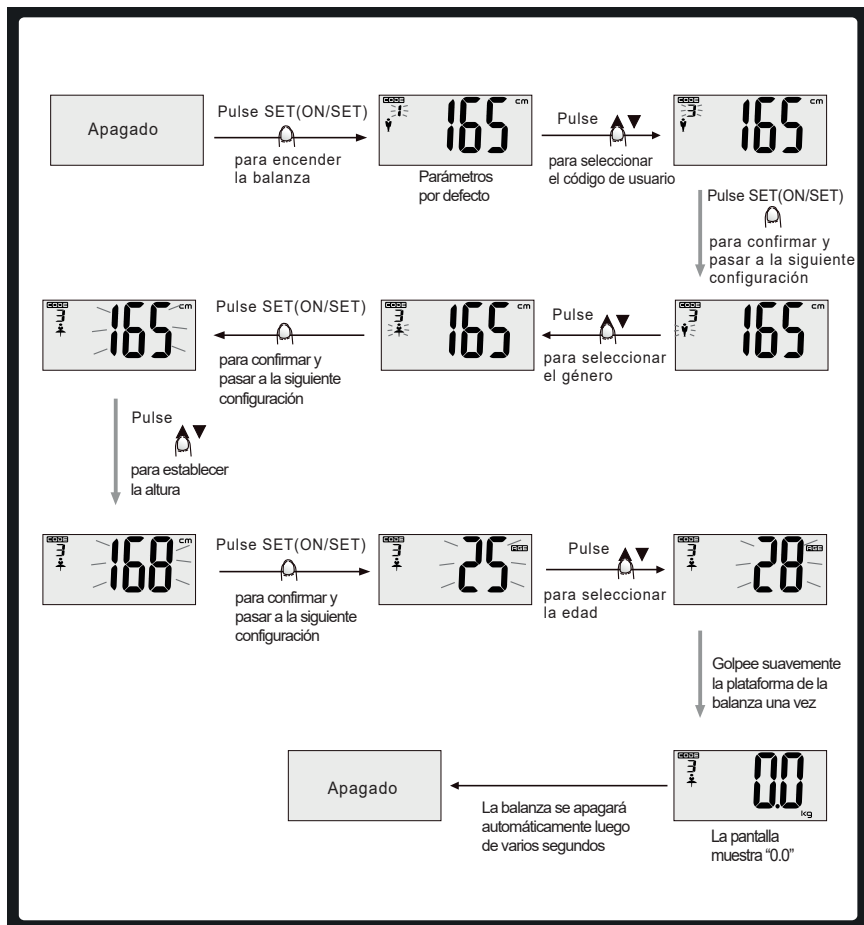 Apagado
Pulse SET(ON/SET)
para encender
la balanza
CODE
1
165 cm
Parámetros
por defecto
Pulse ▲▼
para seleccionar
el código de usuario
CODE
3
165 cm
Pulse SET(ON/SET)
para confirmar y
pasar a la siguiente
configuración
CODE
3
165 cm
Pulse ▲▼
para seleccionar
el género
CODE
3
165 cm
Pulse SET(ON/SET)
para confirmar y
pasar a la siguiente
configuración
CODE
3
165 cm
Pulse
▲▼
para establecer
la altura
CODE
3
168 cm
Pulse SET(ON/SET)
para confirmar y
pasar a la siguiente
configuración
CODE
3
25 AGE
Pulse ▲▼
para seleccionar
la edad
CODE
3
28 AGE
Golpee suavemente
la plataforma de la
balanza una vez
CODE
3
0.0
kg
La pantalla
muestra “0.0”
La balanza se apagará
automáticamente luego
de varios segundos
Apagado